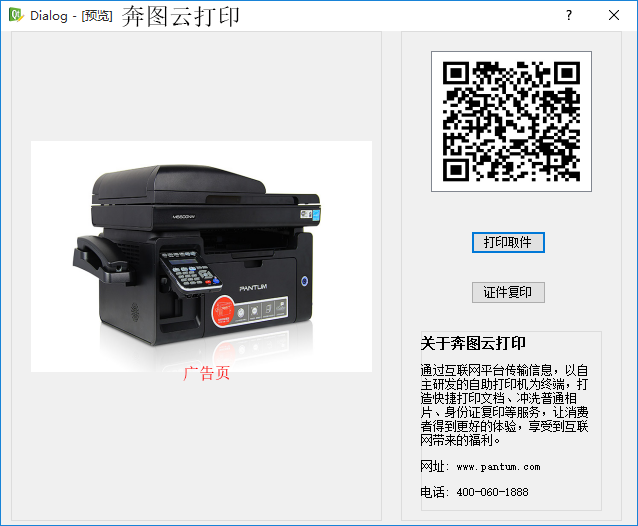 Dialog - [预览] 奔图云打印
M6600NW
PANTUM
广告页
打印取件
证件复印
关于奔图云打印
通过互联网平台传输信息，以自
主研发的自助打印机为终端，打
造快捷打印文档、冲洗普通相
片、身份证复印等服务，让消费
者得到更好的体验，享受到互联
网带来的福利。
网址: www.pantum.com
电话: 400-060-1888